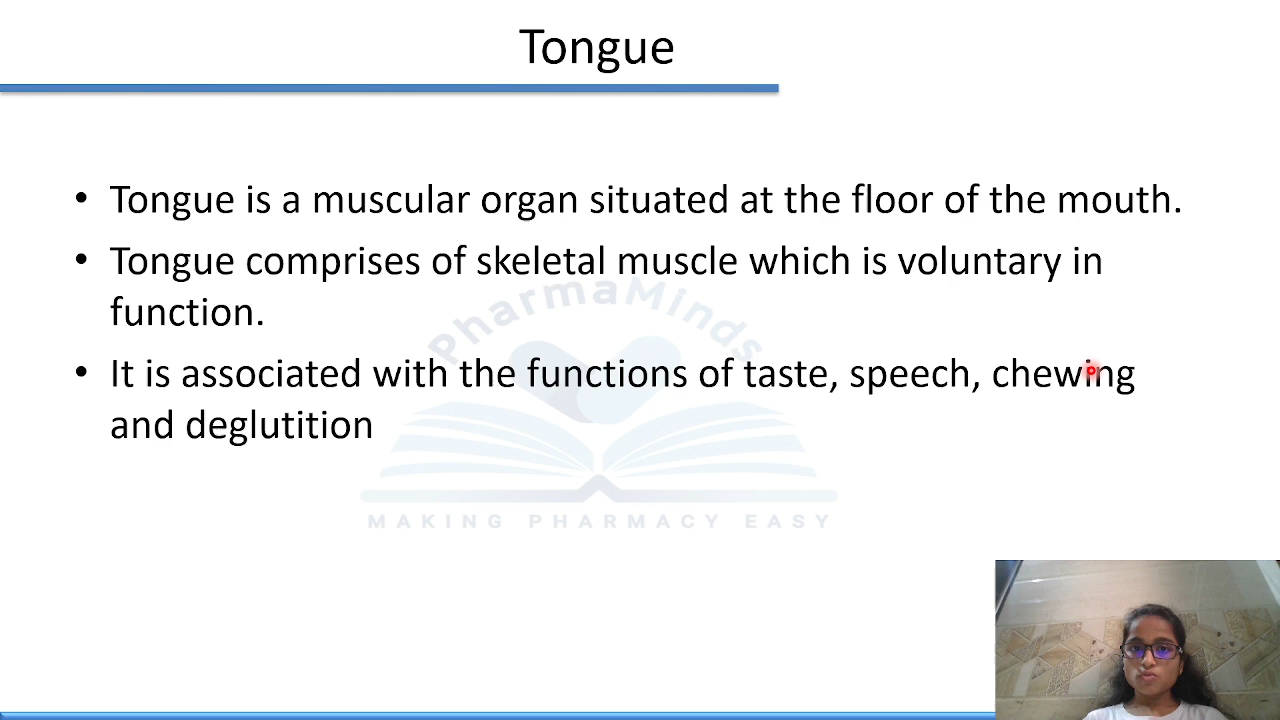 Tongue
• Tongue is a muscular organ situated at the floor of the mouth.
• Tongue comprises of skeletal muscle which is voluntary in
function.
• It is associated with the functions of taste, speech, chewing
and deglutition
PharmaMinds
MAKING PHARMACY EASY